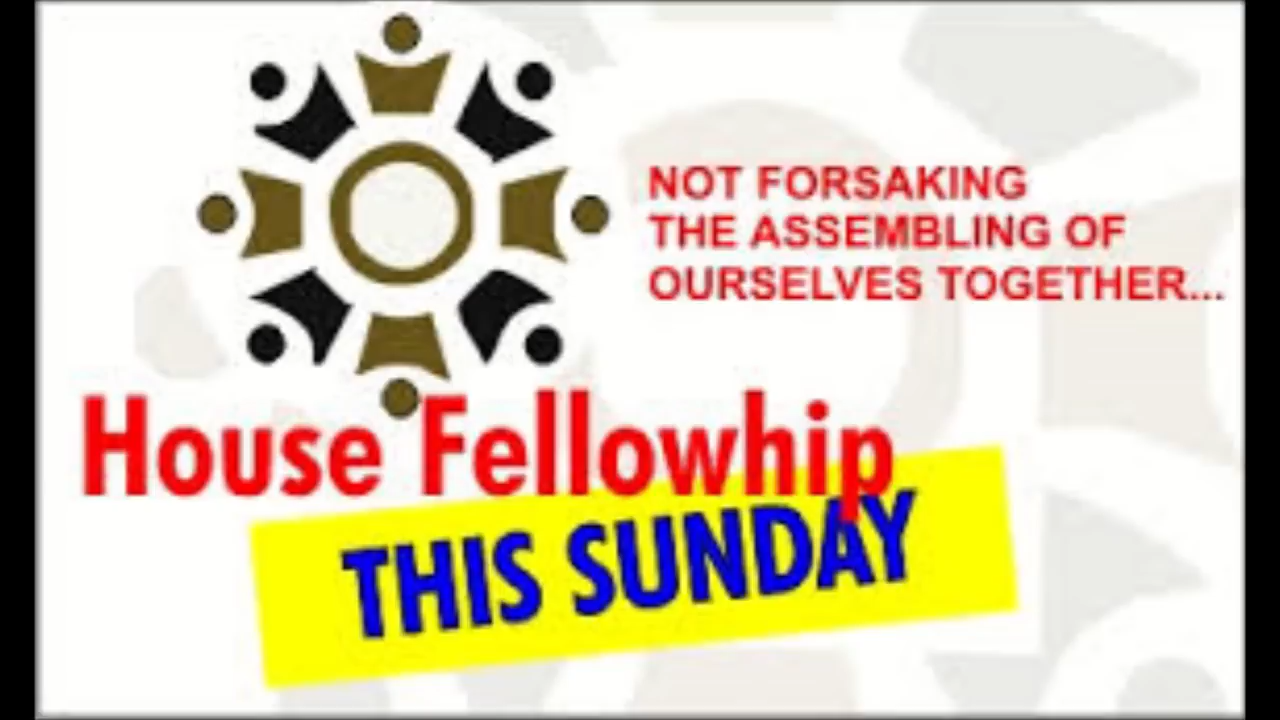 NOT FORSAKING
THE ASSEMBLING OF
OURSELVES TOGETHER...
House Fellowhip
THIS SUNDAY